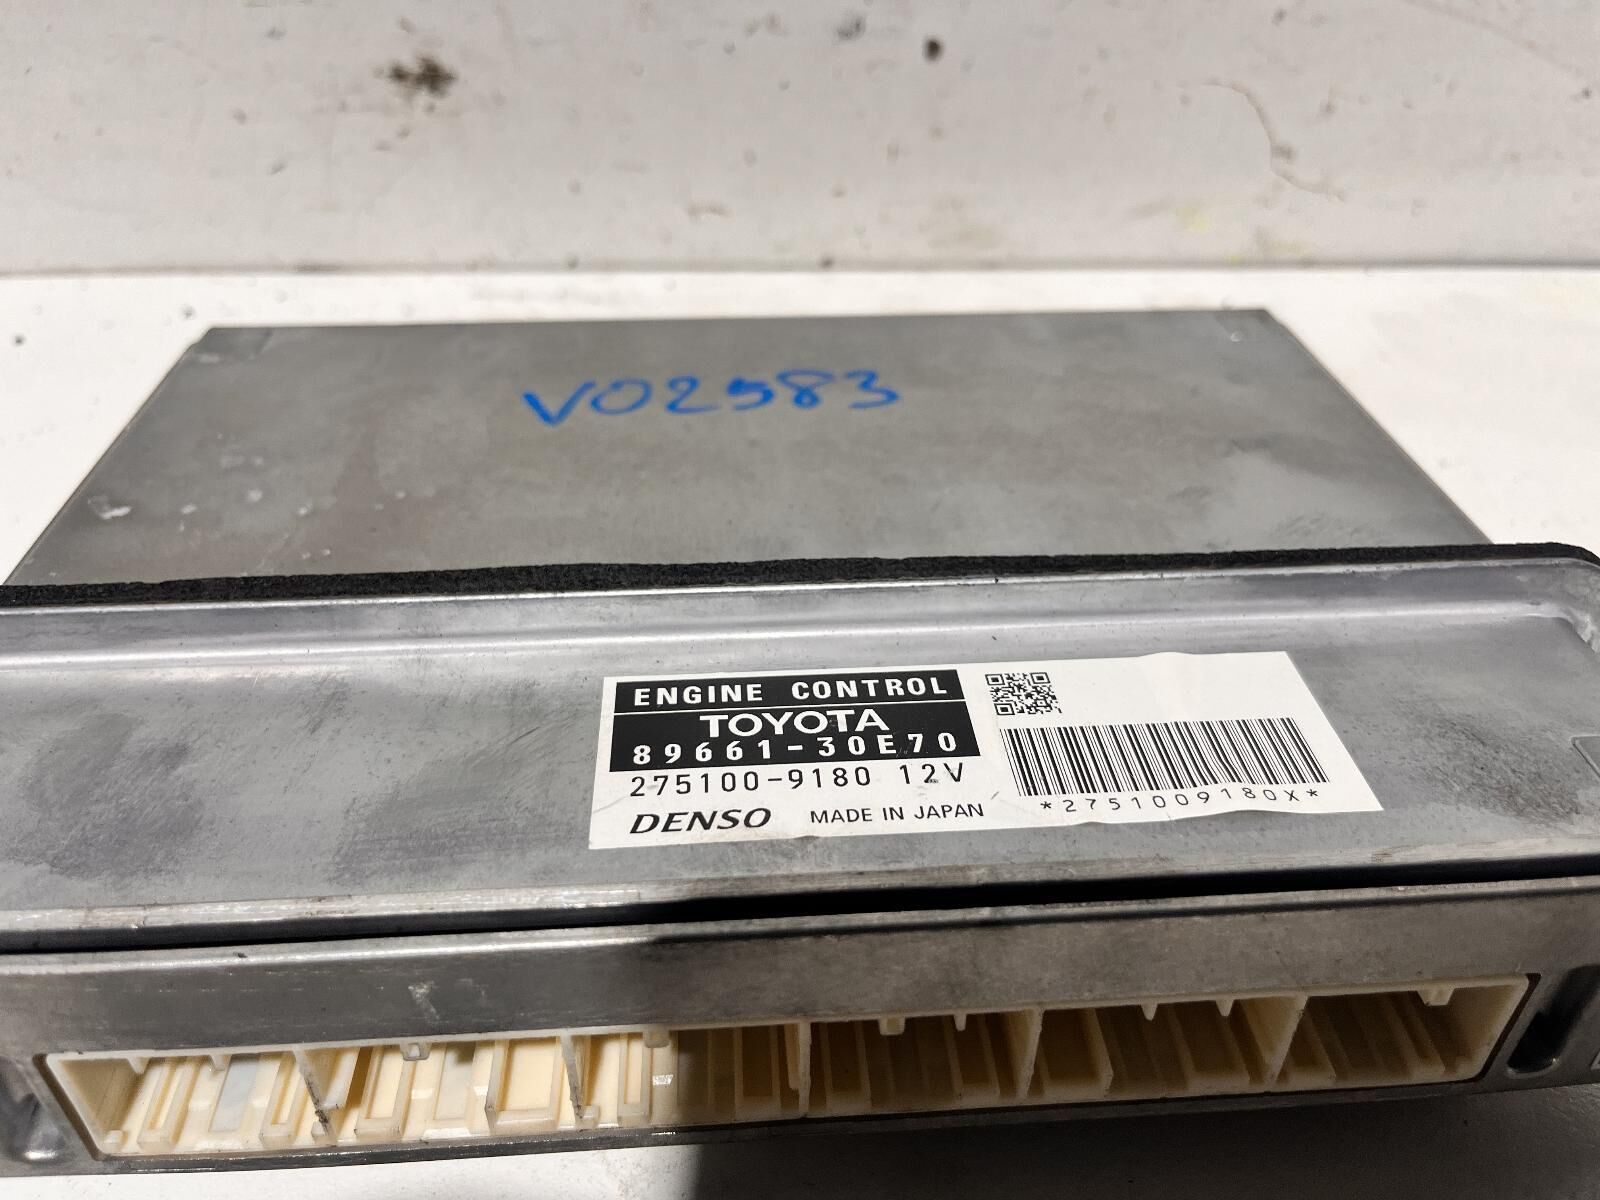 V02583
ENGINE CONTROL
TOYOTA
89661-30E70
275100-9180 12V
DENSO MADE IN JAPAN
*2751009180X*